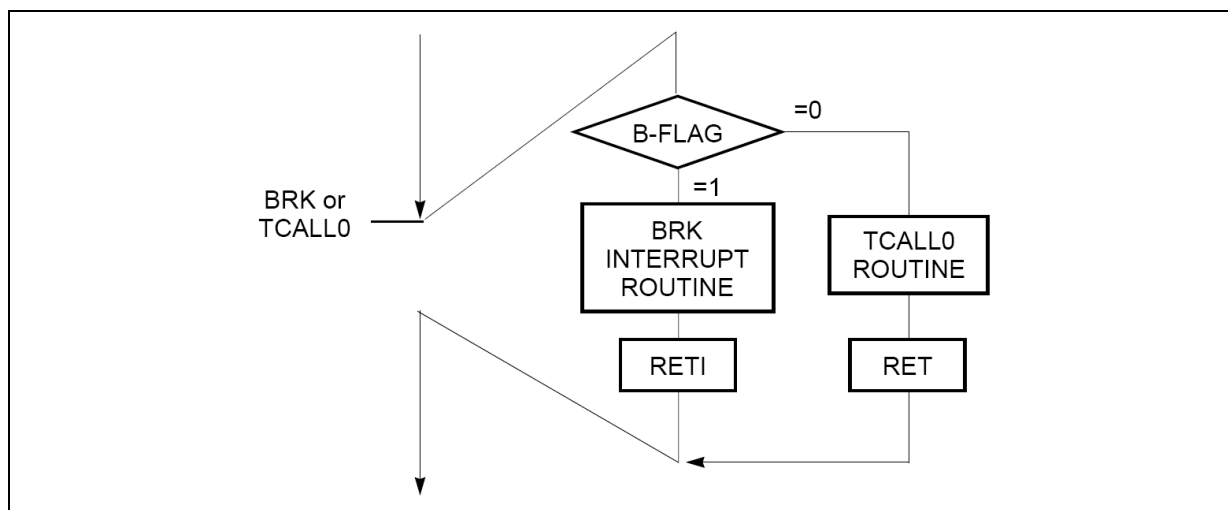 BRK or
TCALL0
B-FLAG
=0
=1
BRK
INTERRUPT
ROUTINE
TCALL0
ROUTINE
RETI
RET